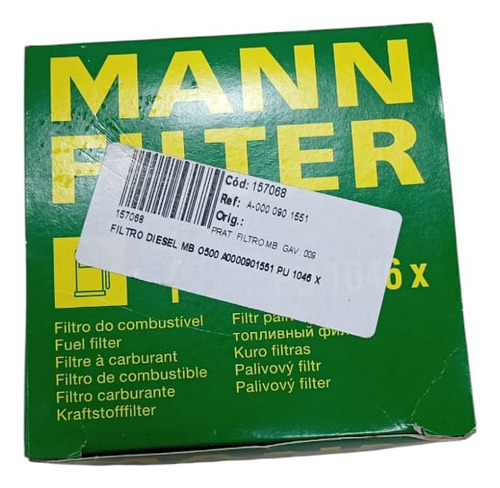 MANN
FILTER
Cód: 157068
Ref: A-000 090 1551
Orig.:
PRAT. FILTRO.MB GAV .009
157068
FILTRO DIESEL MB O500 A0000901551 PU 1046 X
1046 x
Filtro do combustível
Fuel filter
Filtre à carburant
Filtro de combustible
Filtro carburante
Kraftstofffilter
Filtr
топливный
Kuro filtras
Palivový filtr
Palivový filter